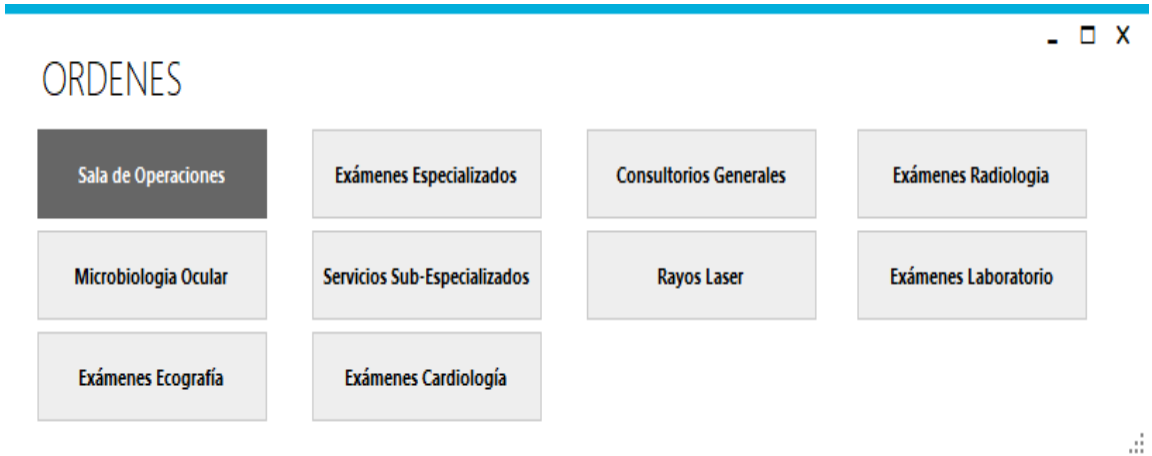 ORDENES
Sala de Operaciones
Exámenes Especializados
Consultorios Generales
Exámenes Radiologia
Microbiologia Ocular
Servicios Sub-Especializados
Rayos Laser
Exámenes Laboratorio
Exámenes Ecografía
Exámenes Cardiología